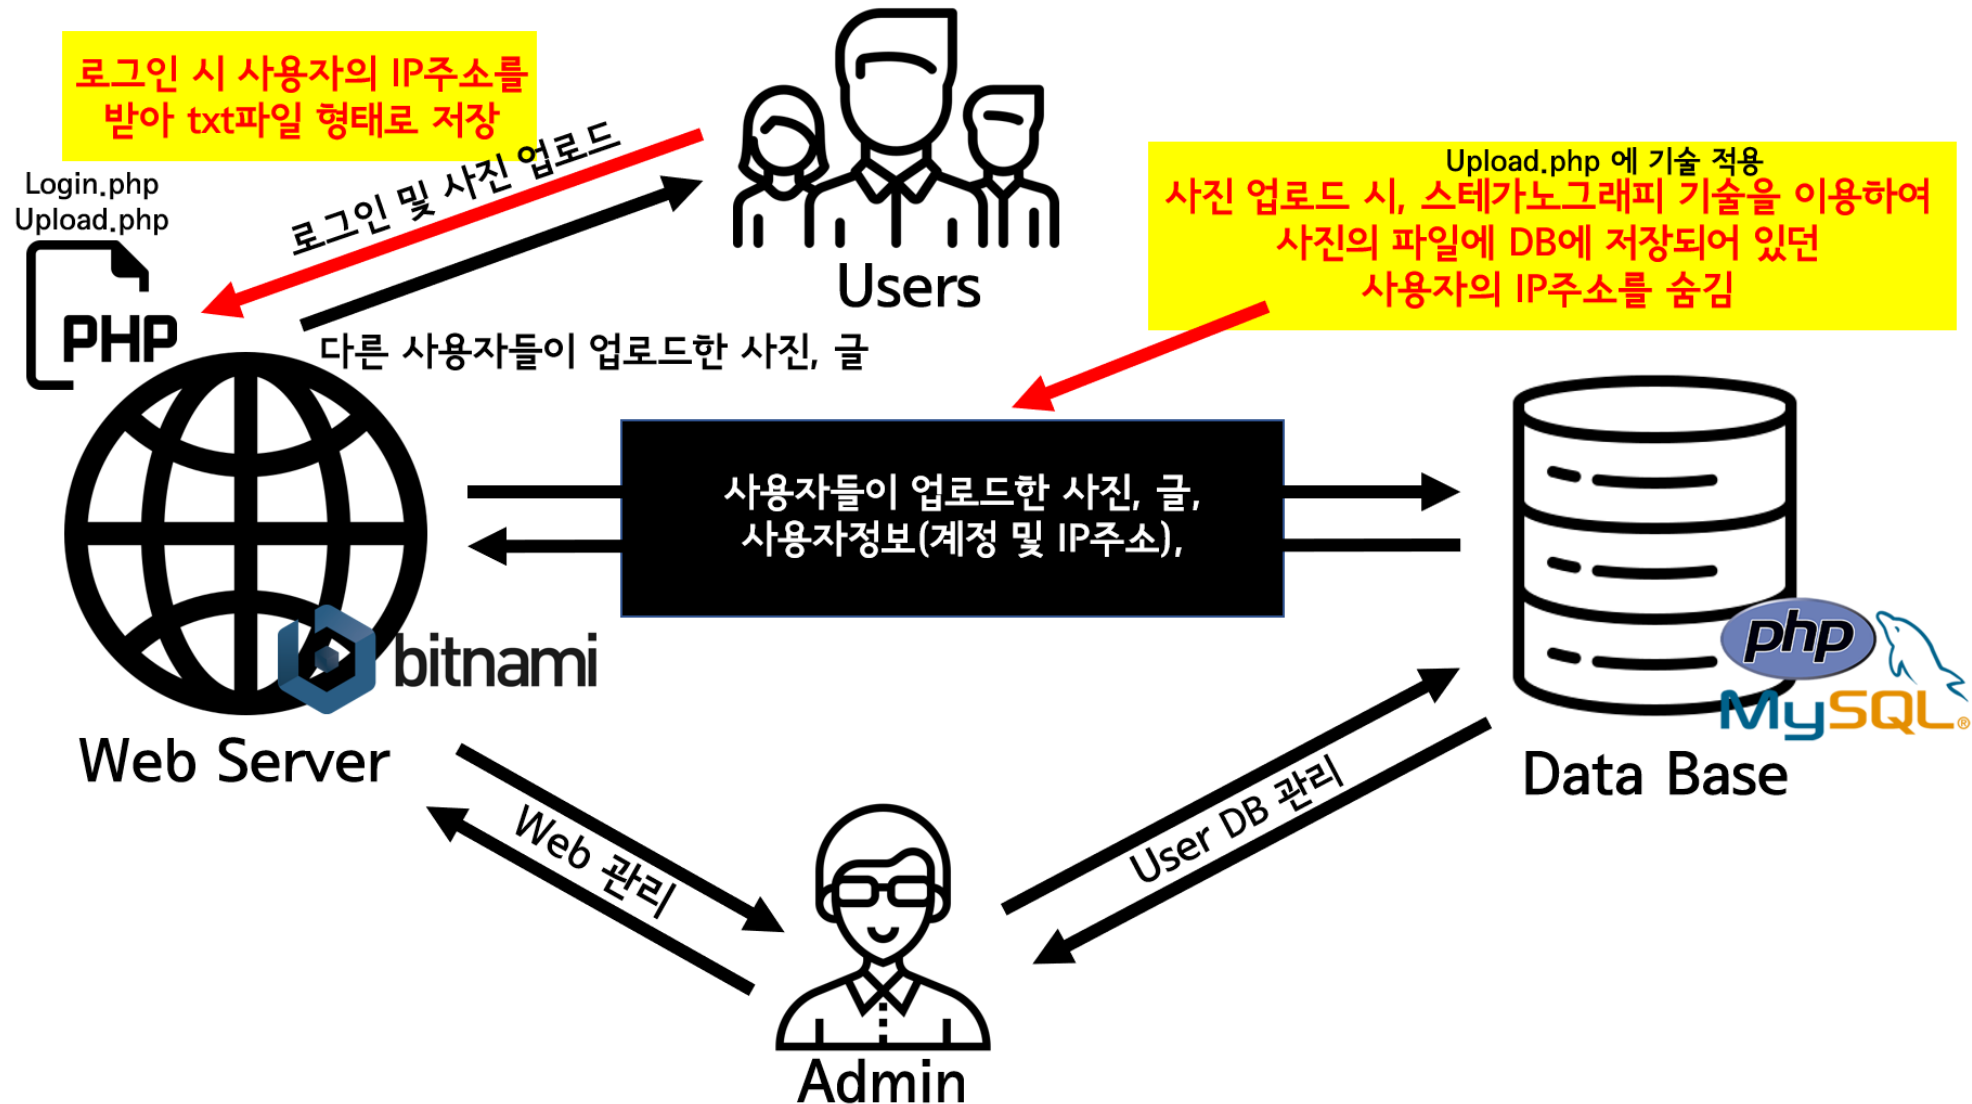 로그인 시 사용자의 IP주소를
받아 txt파일 형태로 저장
Login.php
Upload.php
PHP
로그인 및 사진 업로드
다른 사용자들이 업로드한 사진, 글
Users
Upload.php 에 기술 적용
사진 업로드 시, 스테가노그래피 기술을 이용하여
사진의 파일에 DB에 저장되어 있던
사용자의 IP주소를 숨김
사용자들이 업로드한 사진, 글,
사용자정보(계정 및 IP주소),
bitnami
Web Server
php
MySQL®
Data Base
Web 관리
User DB 관리
Admin